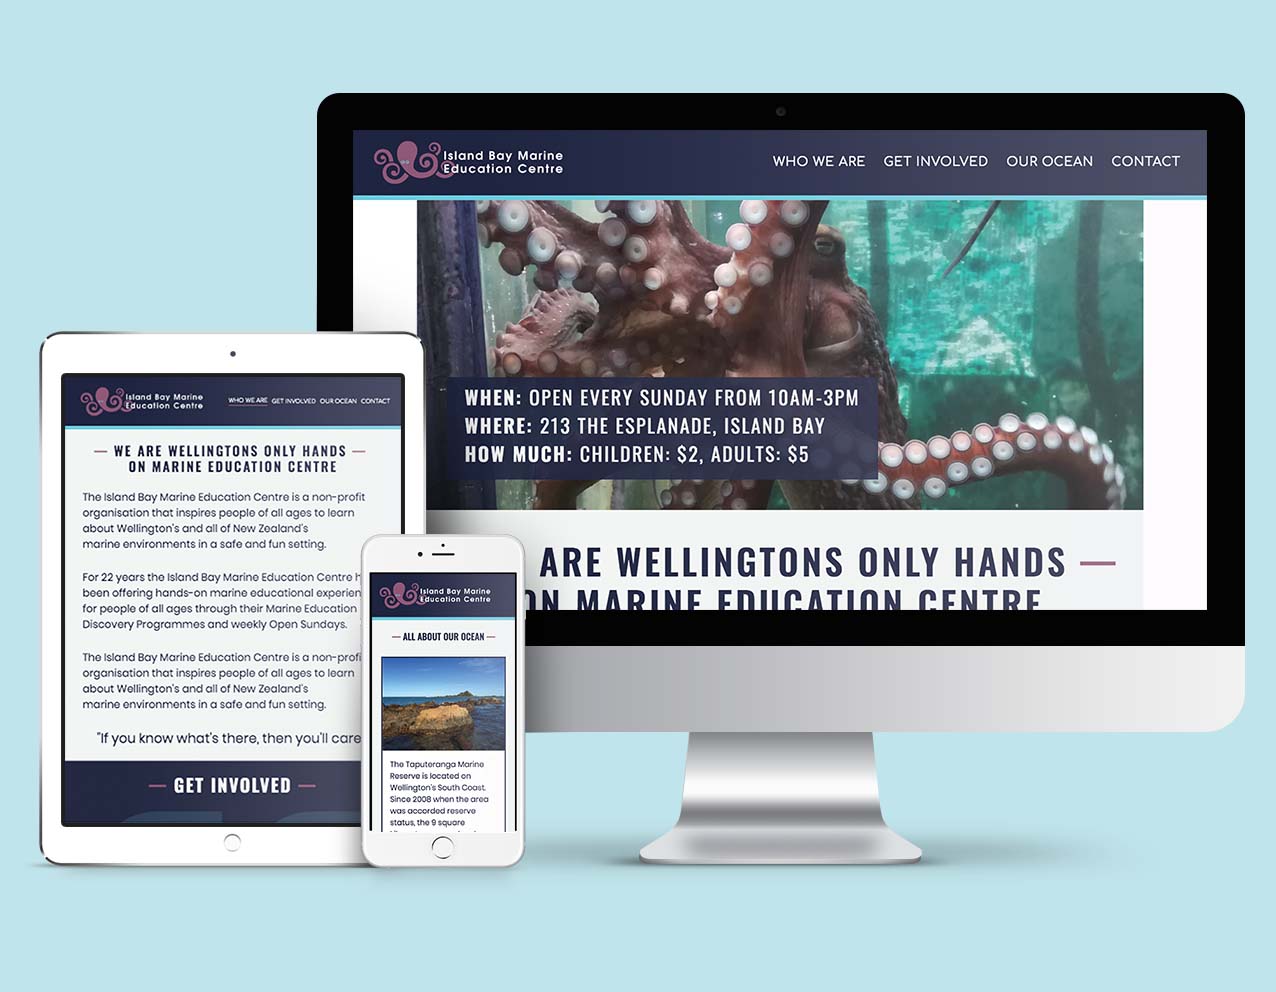 Island Bay Marine
Education Centre
WHO WE ARE GET INVOLVED OUR OCEAN CONTACT
WHEN: OPEN EVERY SUNDAY FROM 10AM-3PM
WHERE: 213 THE ESPLANADE, ISLAND BAY
HOW MUCH: CHILDREN: $2, ADULTS: $5
ARE WELLINGTONS ONLY HANDS —
ON MARINE EDUCATION CENTRE
Island Bay Marine
Education Centre
WHO WE ARE GET INVOLVED OUR OCEAN CONTACT
— WE ARE WELLINGTONS ONLY HANDS —
ON MARINE EDUCATION CENTRE
The Island Bay Marine Education Centre is a non-profit
organisation that inspires people of all ages to learn
about Wellington's and all of New Zealand's
marine environments in a safe and fun setting.
For 22 years the Island Bay Marine Education Centre h
been offering hands-on marine educational experien
for people of all ages through their Marine Education
Discovery Programmes and weekly Open Sundays.
The Island Bay Marine Education Centre is a non-profi
organisation that inspires people of all ages to learn
about Wellington's and all of New Zealand's
marine environments in a safe and fun setting.
"If you know what's there, then you'll care
— GET INVOLVED —
Island Bay Marine
Education Centre
— ALL ABOUT OUR OCEAN —
The Taputeranga Marine
Reserve is located on
Wellington's South Coast.
Since 2008 when the area
was accorded reserve
status, the 9 square